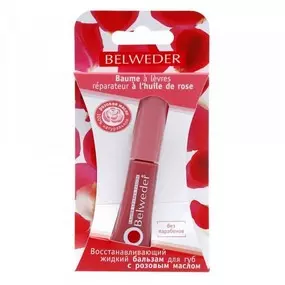 BELWEDER
Baume à lèvres
réparateur à l'huile de rose
Belweder
без
парабенов
Восстанавливающий
жидкий бальзам для губ
с розовым маслом